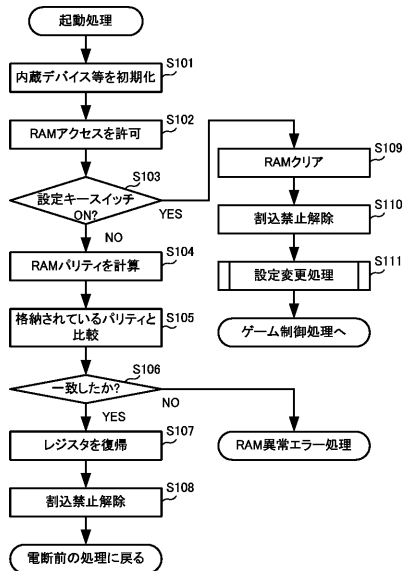 起動処理
S101
内蔵デバイス等を初期化
S102
RAMアクセスを許可
S103
設定キースイッチ
ON?
YES
NO
S104
RAMパリティを計算
S105
格納されているパリティと
比較
S106
一致したか?
NO
YES
S107
レジスタを復帰
S108
割込禁止解除
電断前の処理に戻る
S109
RAMクリア
S110
割込禁止解除
S111
設定変更処理
ゲーム制御処理へ
RAM異常エラー処理